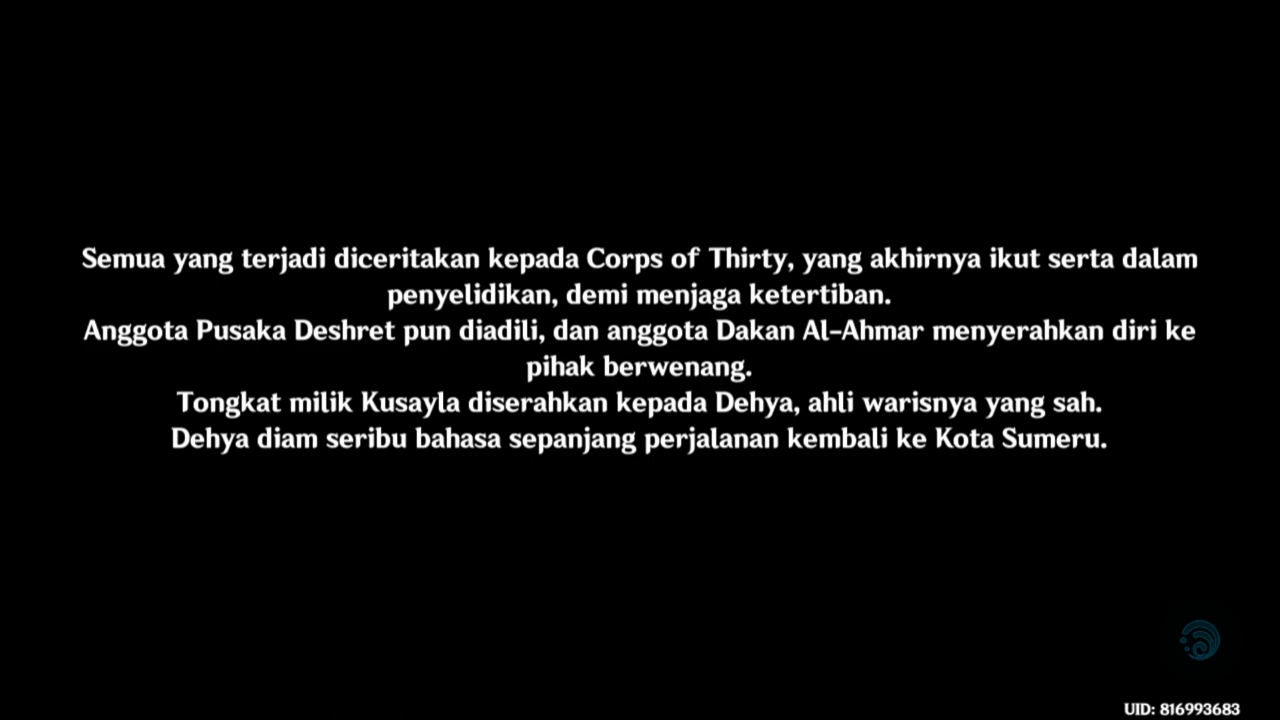 Semua yang terjadi diceritakan kepada Corps of Thirty, yang akhirnya ikut serta dalam
penyelidikan, demi menjaga ketertiban.
Anggota Pusaka Deshret pun diadili, dan anggota Dakan Al-Ahmar menyerahkan diri ke
pihak berwenang.
Tongkat milik Kusayla diserahkan kepada Dehya, ahli warisnya yang sah.
Dehya diam seribu bahasa sepanjang perjalanan kembali ke Kota Sumeru.
UID: 816993683